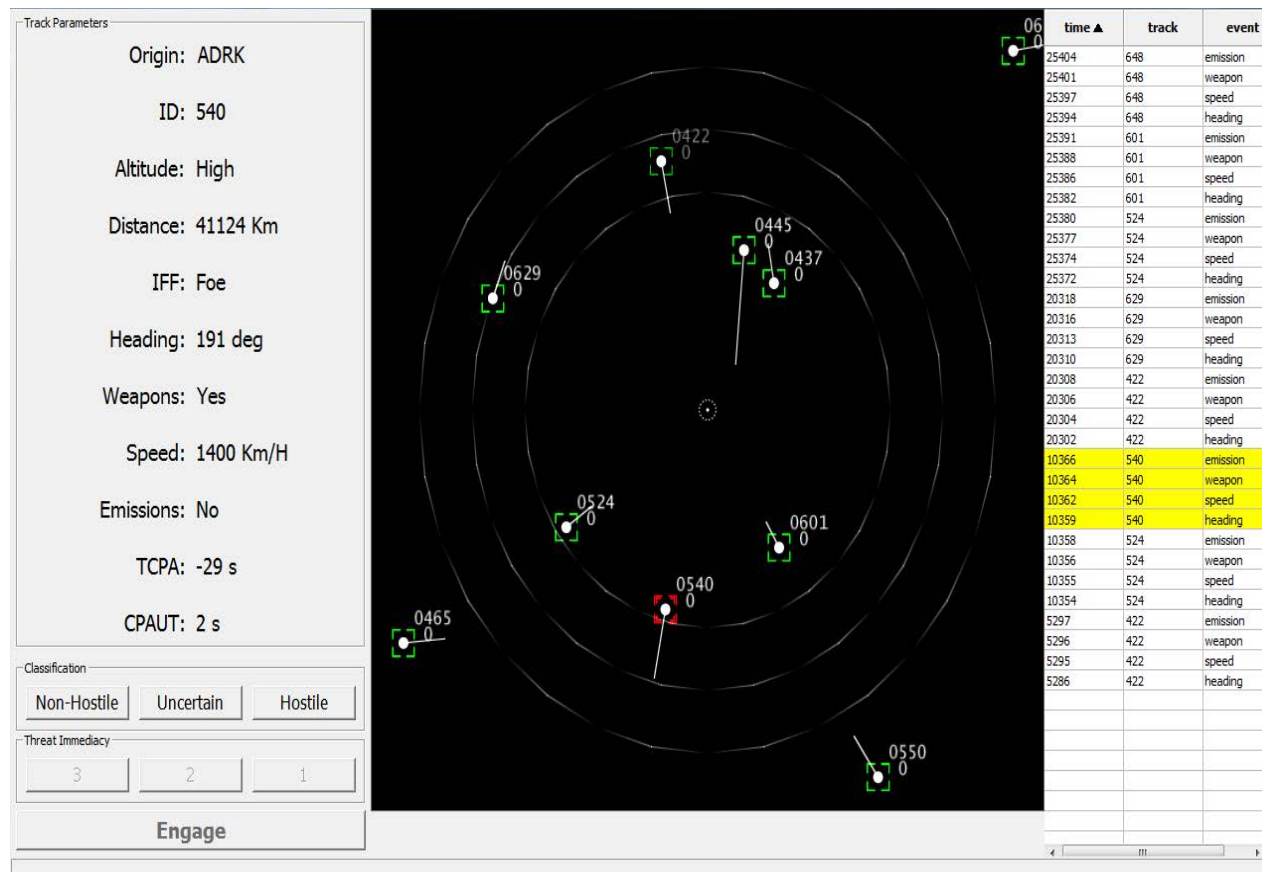 Track Parameters
Origin: ADRK
ID: 540
Altitude: High
Distance: 41124 Km
IFF: Foe
Heading: 191 deg
Weapons: Yes
Speed: 1400 Km/H
Emissions: No
TCPA: -29 s
CPAUT: 2 s
Classification
Non-Hostile Uncertain Hostile
Threat Immediacy
3 2 1
Engage
06
0
0422
0
0445
0
0437
0
0629
0
0524
0
0601
0
0540
0
0465
0
0550
0
time▲ track event
25404 648 emission
25401 648 weapon
25397 648 speed
25394 648 heading
25391 601 emission
25388 601 weapon
25386 601 speed
25382 601 heading
25380 524 emission
25377 524 weapon
25374 524 speed
25372 524 heading
20318 629 emission
20316 629 weapon
20313 629 speed
20310 629 heading
20308 422 emission
20306 422 weapon
20304 422 speed
20302 422 heading
10366 540 emission
10364 540 weapon
10362 540 speed
10359 540 heading
10358 524 emission
10356 524 weapon
10355 524 speed
10354 524 heading
5297 422 emission
5296 422 weapon
5295 422 speed
5286 422 heading